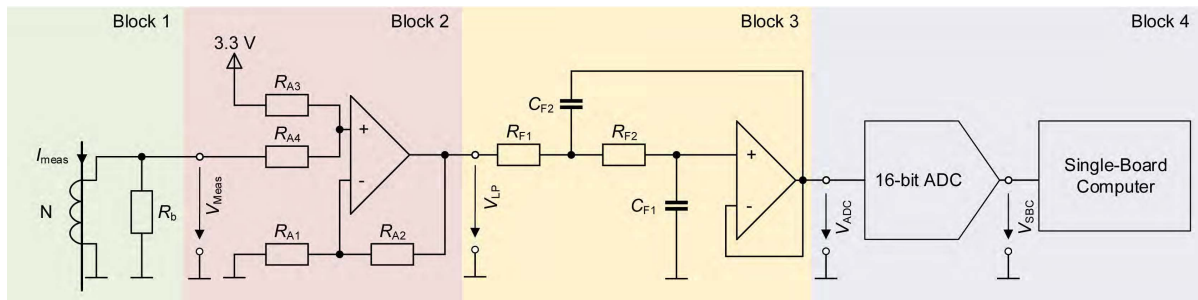 Block 1
Block 2
Block 3
Block 4
3.3 V
R_A3
R_A4
+
-
R_A1
R_A2
I_meas
N
R_b
V_Meas
V_LP
C_F2
R_F1
R_F2
C_F1
+
-
V_ADC
16-bit ADC
V_SBC
Single-Board
Computer